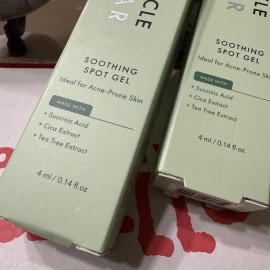 CLE
AR
SOOTHING
SPOT GEL
Ideal for Acne-Prone Skin
MADE WITH
+ Succinic Acid
+ Cica Extract
+ Tea Tree Extract
4 ml / 0.14 fl.oz
SOOTHING
SPOT GEL
Ideal for Acne-Prone Skin
MADE WITH
+ Succinic Acid
+ Cica Extract
+ Tea Tree Extract
4 ml / 0.14 fl.oz